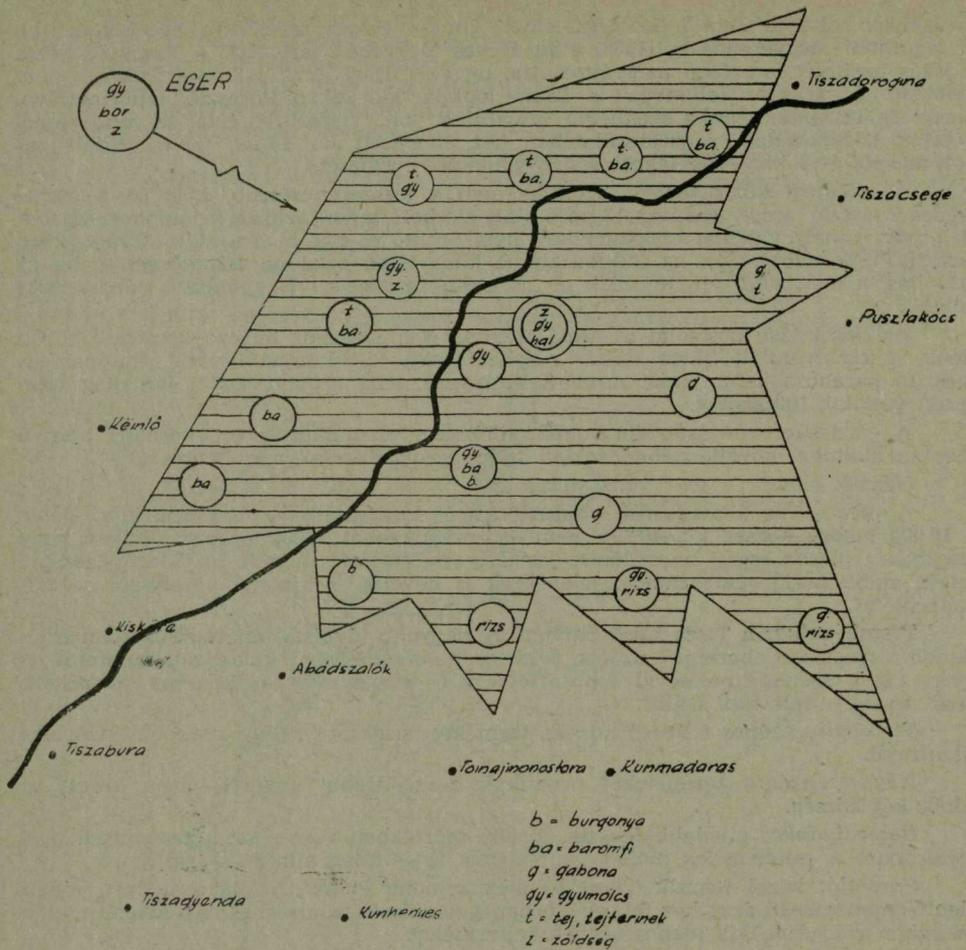 EGER
gy
bor
z
Tiszadorogma
t
ba.
t.
ba.
t
ba.
t
gy
Tiszacsege
gy.
z.
g.
t
t
ba
z
gy
hal
Pusztakócs
gy
g
ba
Kömlő
gy
ba
b.
ba
g
b
gy.
rizs
rizs
g.
rizs
Kisköre
Abádszalók
Tiszabura
Tomajmonostora
Kunmadaras
b = burgonya
ba = baromfi
g = gabona
gy = gyümölcs
t = tej, tejtermék
z = zöldség
Tiszagyenda
Kunhegyes